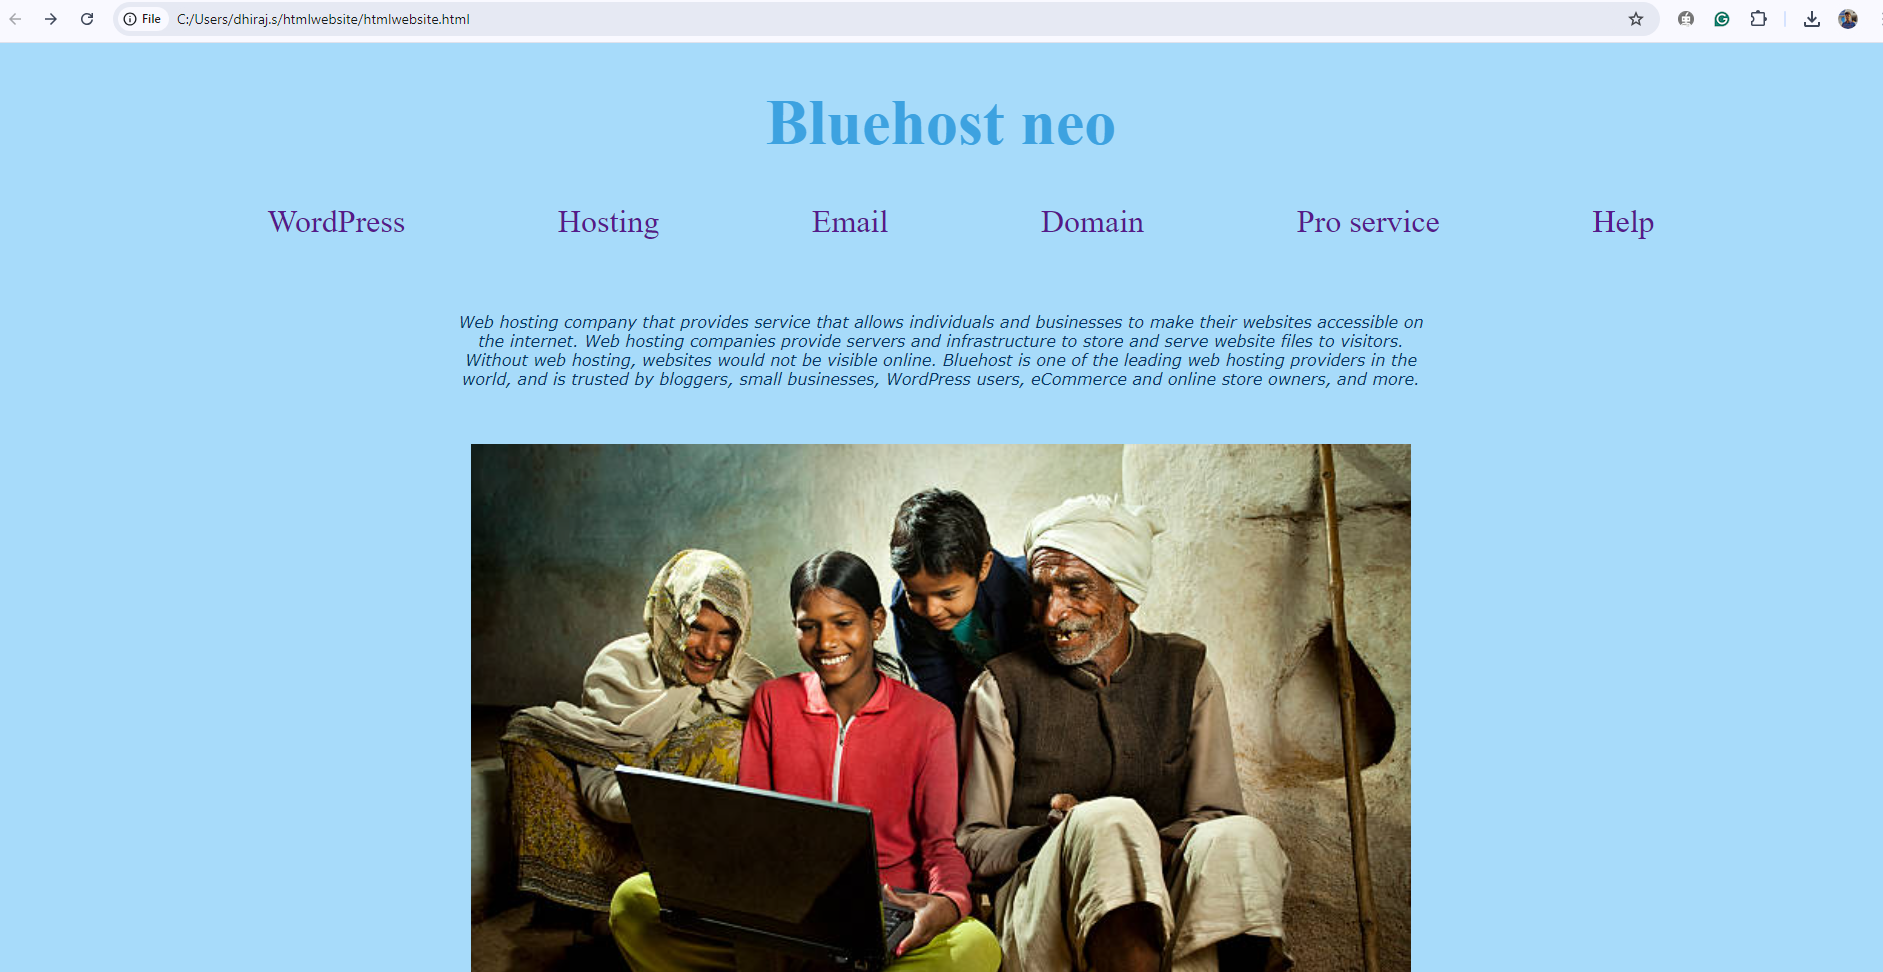 File C:/Users/dhiraj.s/htmlwebsite/htmlwebsite.html
Bluehost neo
WordPress Hosting Email Domain Pro service Help
Web hosting company that provides service that allows individuals and businesses to make their websites accessible on
the internet. Web hosting companies provide servers and infrastructure to store and serve website files to visitors.
Without web hosting, websites would not be visible online. Bluehost is one of the leading web hosting providers in the
world, and is trusted by bloggers, small businesses, WordPress users, eCommerce and online store owners, and more.